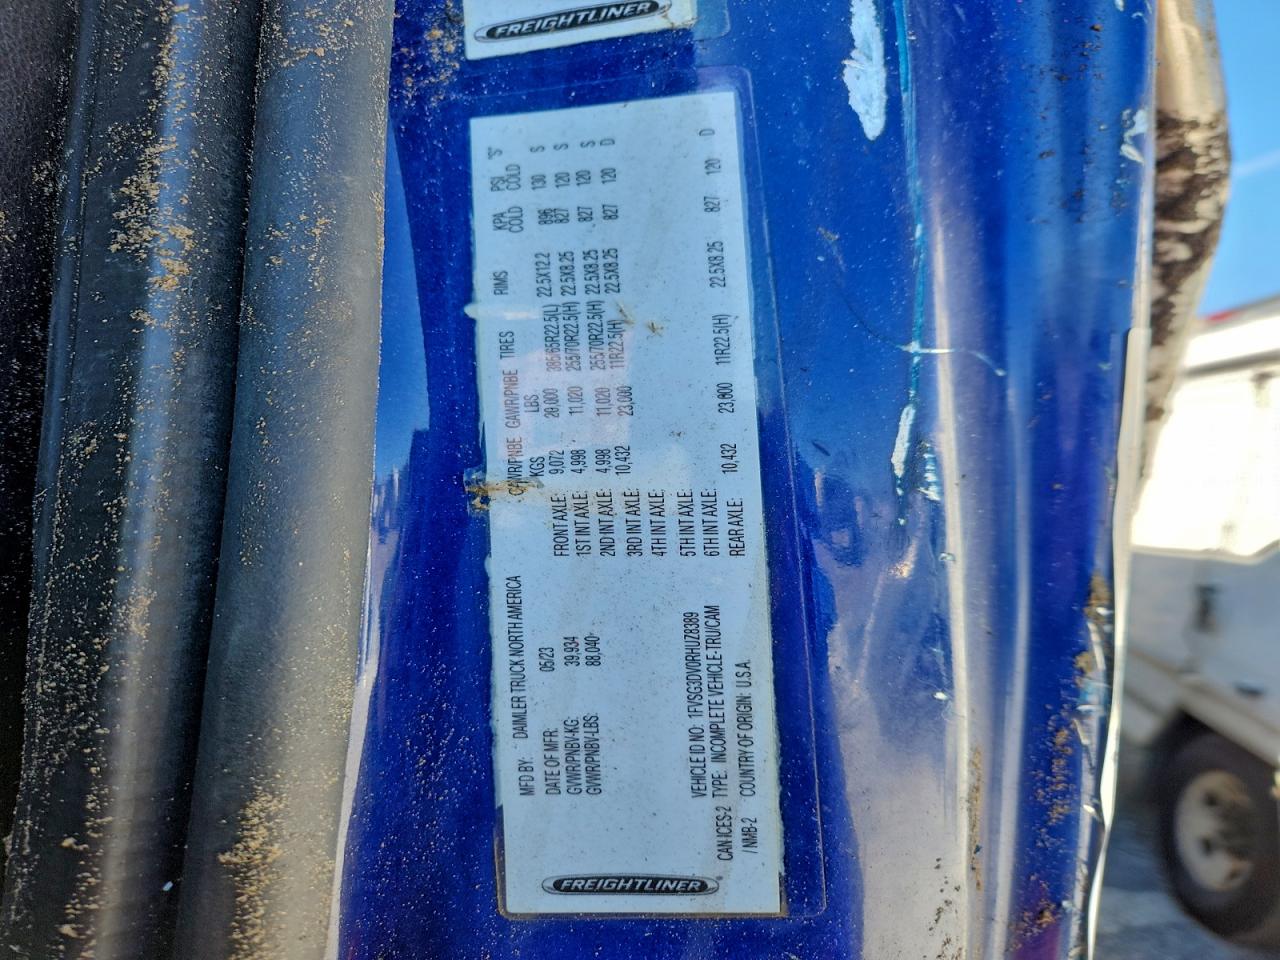 FREIGHTLINER
FREIGHTLINER
MFD BY: DAIMLER TRUCK NORTH AMERICA
DATE OF MFR: 05/23
GVWR/PNBV-KG: 39,934
GVWR/PNBV-LBS: 88,040
VEHICLE ID NO. 1FVSG3DV0RHUZ8389
TYPE: INCOMPLETE VEHICLE-TRU/CAM
COUNTRY OF ORIGIN: U.S.A.
CAN ICES-2
/ NMB-2
GAWR/PNBE GAWR/PNBE TIRES RIMS KPA PSI "S"
KGS LBS COLD COLD
FRONT AXLE: 9,072 20,000 385/65R22.5(L) 22.5X12.2 896 130 S
1ST INT AXLE: 4,998 11,020 255/70R22.5(H) 22.5X8.25 827 120 S
2ND INT AXLE: 4,998 11,020 255/70R22.5(H) 22.5X8.25 827 120 S
3RD INT AXLE: 10,432 23,000 11R22.5(H) 22.5X8.25 827 120 D
4TH INT AXLE:
5TH INT AXLE:
6TH INT AXLE:
REAR AXLE: 10,432 23,000 11R22.5(H) 22.5X8.25 827 120 D